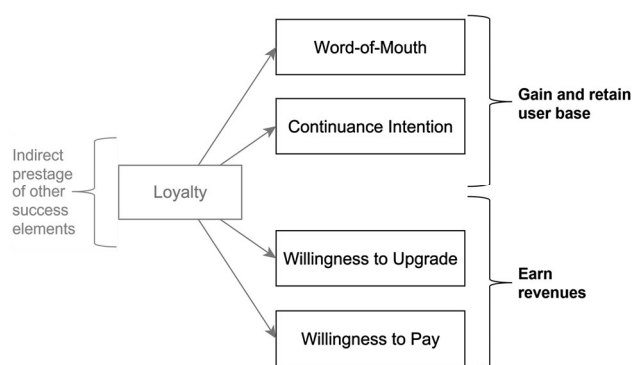 Word-of-Mouth
Gain and retain
user base
Continuance Intention
Indirect
prestage
of other
success
elements
Loyalty
Willingness to Upgrade
Earn
revenues
Willingness to Pay